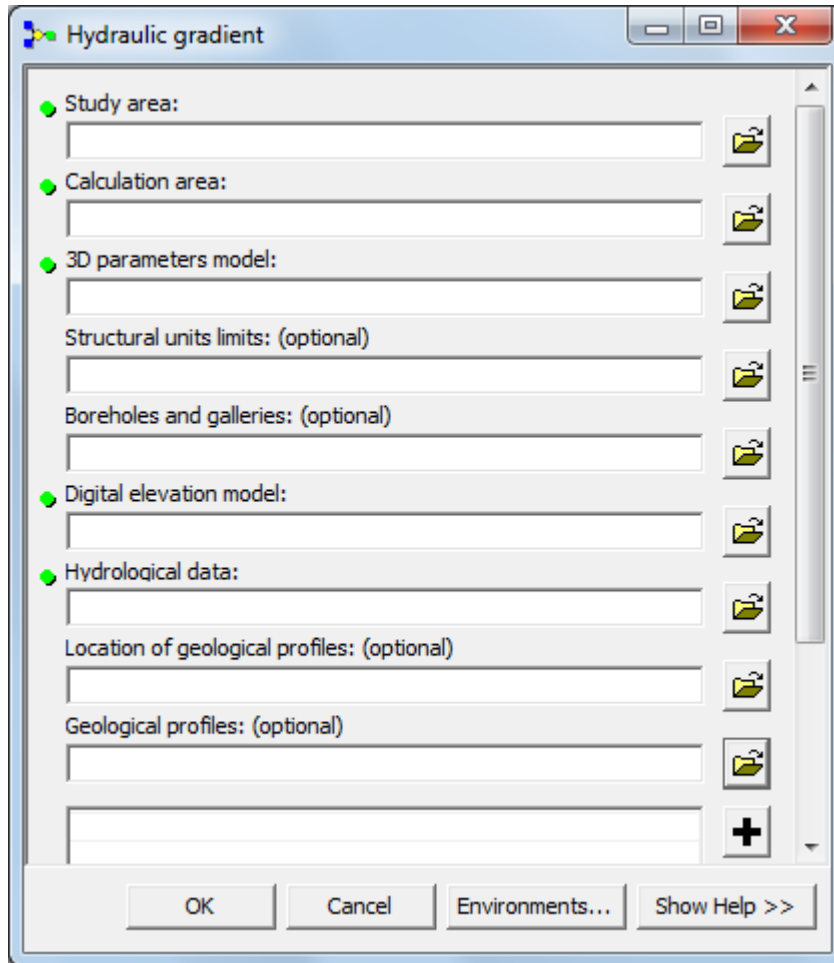 Hydraulic gradient
Study area:
Calculation area:
3D parameters model:
Structural units limits: (optional)
Boreholes and galleries: (optional)
Digital elevation model:
Hydrological data:
Location of geological profiles: (optional)
Geological profiles: (optional)
OK Cancel Environments... Show Help >>